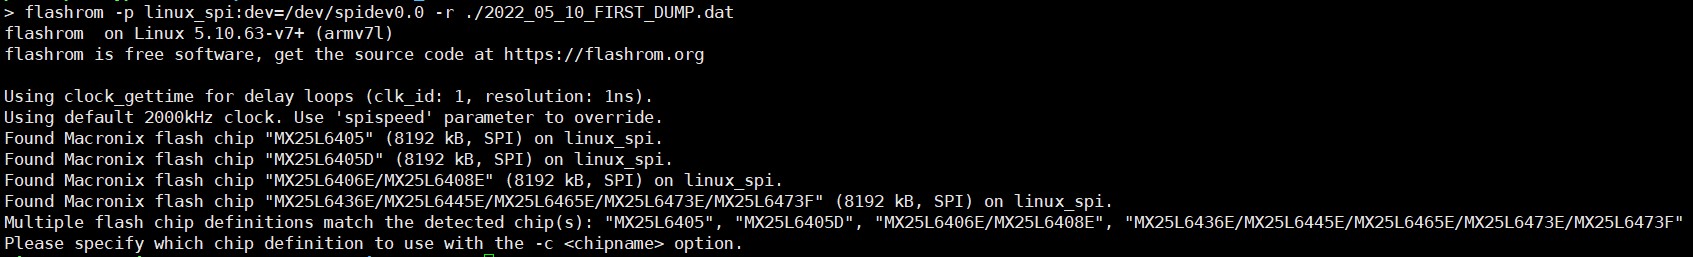 > flashrom -p linux_spi:dev=/dev/spidev0.0 -r ./2022_05_10_FIRST_DUMP.dat
flashrom  on Linux 5.10.63-v7+ (armv7l)
flashrom is free software, get the source code at https://flashrom.org

Using clock_gettime for delay loops (clk_id: 1, resolution: 1ns).
Using default 2000kHz clock. Use 'spispeed' parameter to override.
Found Macronix flash chip "MX25L6405" (8192 kB, SPI) on linux_spi.
Found Macronix flash chip "MX25L6405D" (8192 kB, SPI) on linux_spi.
Found Macronix flash chip "MX25L6406E/MX25L6408E" (8192 kB, SPI) on linux_spi.
Found Macronix flash chip "MX25L6436E/MX25L6445E/MX25L6465E/MX25L6473E/MX25L6473F" (8192 kB, SPI) on linux_spi.
Multiple flash chip definitions match the detected chip(s): "MX25L6405", "MX25L6405D", "MX25L6406E/MX25L6408E", "MX25L6436E/MX25L6445E/MX25L6465E/MX25L6473E/MX25L6473F"
Please specify which chip definition to use with the -c <chipname> option.